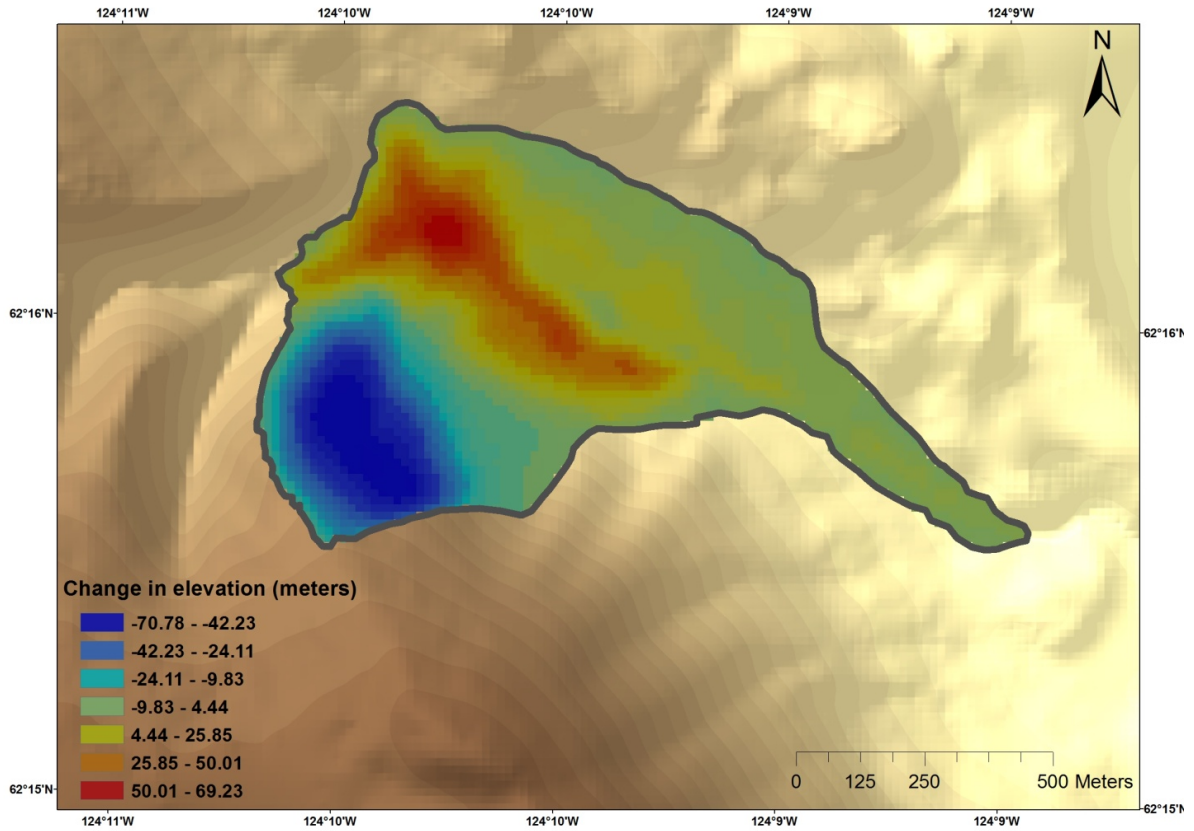 124°11'W 124°10'W 124°10'W 124°9'W 124°9'W
N
62°16'N 62°16'N
Change in elevation (meters)
-70.78 - -42.23
-42.23 - -24.11
-24.11 - -9.83
-9.83 - 4.44
4.44 - 25.85
25.85 - 50.01
50.01 - 69.23
0 125 250 500 Meters
62°15'N 62°15'N
124°11'W 124°10'W 124°10'W 124°9'W 124°9'W